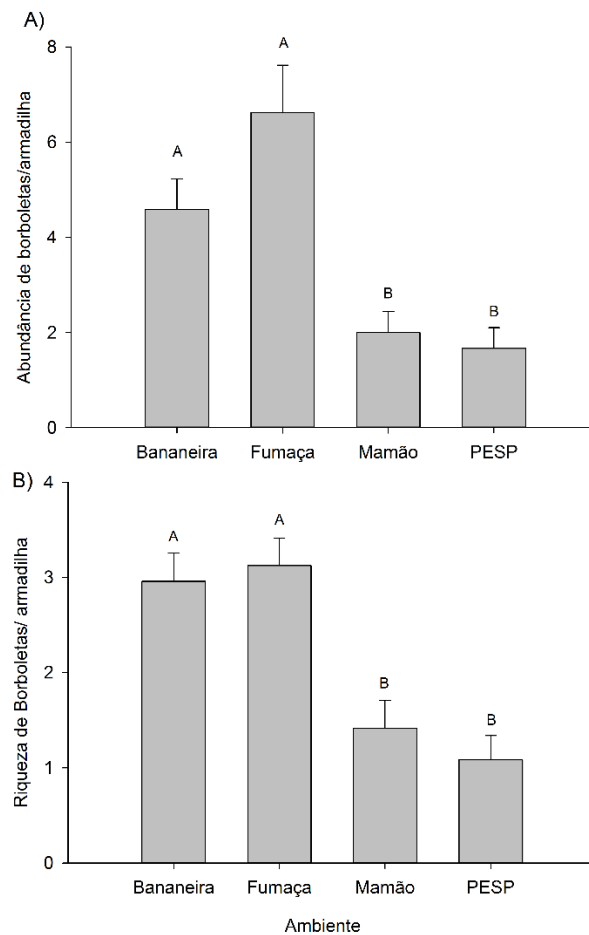 A)
Abundância de borboletas/armadilha
8
6
4
2
0
A
A
B
B
Bananeira Fumaça Mamão PESP
B)
Riqueza de Borboletas/ armadilha
4
3
2
1
0
A
A
B
B
Bananeira Fumaça Mamão PESP
Ambiente